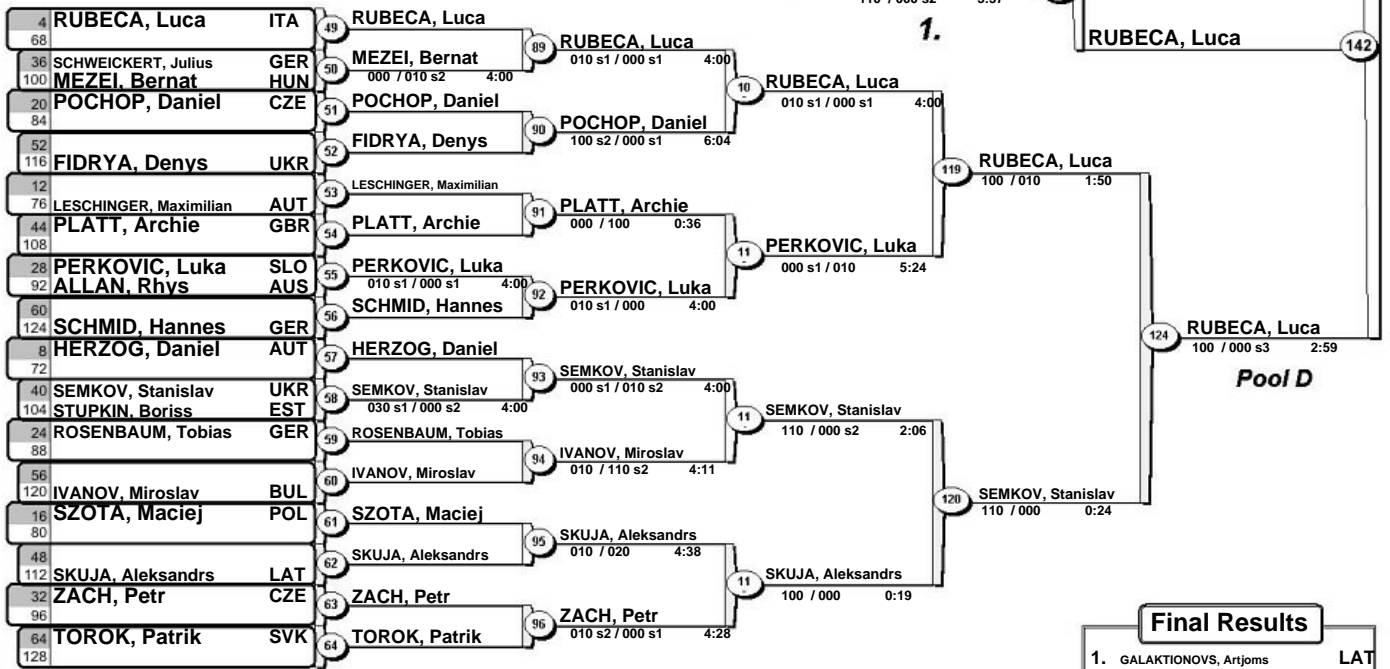 1.
RUBECA, Luca
142
4 RUBECA, Luca ITA
68
36 SCHWEICKERT, Julius GER
100 MEZEI, Bernat HUN
20 POCHOP, Daniel CZE
84
52
116 FIDRYA, Denys UKR
12
76 LESCHINGER, Maximilian AUT
44 PLATT, Archie GBR
108
28 PERKOVIC, Luka SLO
92 ALLAN, Rhys AUS
60
124 SCHMID, Hannes GER
8 HERZOG, Daniel AUT
72
40 SEMKOV, Stanislav UKR
104 STUPKIN, Boriss EST
24 ROSENBAUM, Tobias GER
88
56
120 IVANOV, Miroslav BUL
16 SZOTA, Maciej POL
80
48
112 SKUJA, Aleksandrs LAT
32 ZACH, Petr CZE
96
64 TOROK, Patrik SVK
128
49 RUBECA, Luca
50 MEZEI, Bernat
000 / 010 s2 4:00
51 POCHOP, Daniel
52 FIDRYA, Denys
53 LESCHINGER, Maximilian
54 PLATT, Archie
55 PERKOVIC, Luka
010 s1 / 000 s1 4:00
56 SCHMID, Hannes
57 HERZOG, Daniel
58 SEMKOV, Stanislav
030 s1 / 000 s2 4:00
59 ROSENBAUM, Tobias
60 IVANOV, Miroslav
61 SZOTA, Maciej
62 SKUJA, Aleksandrs
63 ZACH, Petr
64 TOROK, Patrik
89 RUBECA, Luca
010 s1 / 000 s1 4:00
90 POCHOP, Daniel
100 s2 / 000 s1 6:04
91 PLATT, Archie
000 / 100 0:36
92 PERKOVIC, Luka
010 s1 / 000 4:00
93 SEMKOV, Stanislav
000 s1 / 010 s2 4:00
94 IVANOV, Miroslav
010 / 110 s2 4:11
95 SKUJA, Aleksandrs
010 / 020 4:38
96 ZACH, Petr
010 s2 / 000 s1 4:28
10 RUBECA, Luca
010 s1 / 000 s1 4:00
11 PERKOVIC, Luka
000 s1 / 010 5:24
11 SEMKOV, Stanislav
110 / 000 s2 2:06
11 SKUJA, Aleksandrs
100 / 000 0:19
119 RUBECA, Luca
100 / 010 1:50
120 SEMKOV, Stanislav
110 / 000 0:24
124 RUBECA, Luca
100 / 000 s3 2:59
Pool D
Final Results
1. GALAKTIONOVS, Artjoms LAT